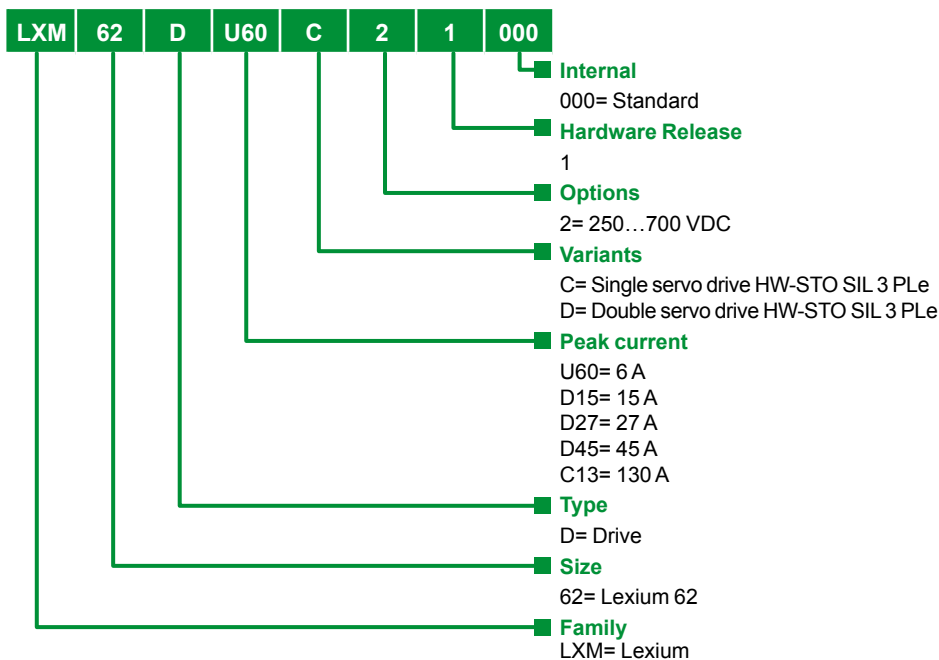 LXM 62 D U60 C 2 1 000
Internal
000= Standard
Hardware Release
1
Options
2= 250…700 VDC
Variants
C= Single servo drive HW-STO SIL 3 PLe
D= Double servo drive HW-STO SIL 3 PLe
Peak current
U60= 6 A
D15= 15 A
D27= 27 A
D45= 45 A
C13= 130 A
Type
D= Drive
Size
62= Lexium 62
Family
LXM= Lexium